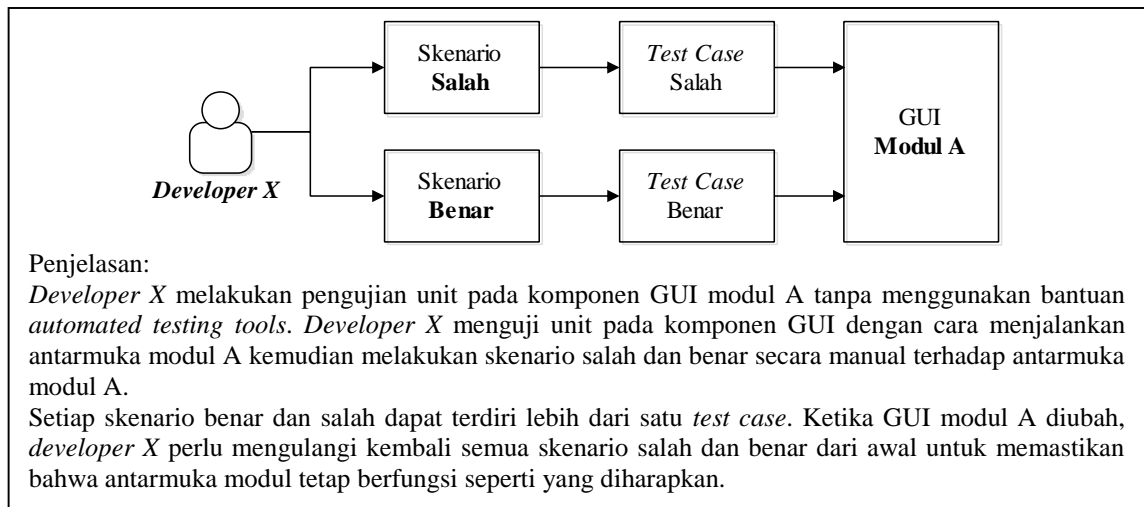 Skenario
Salah
Test Case
Salah
GUI
Modul A
Developer X
Skenario
Benar
Test Case
Benar
Penjelasan:
Developer X melakukan pengujian unit pada komponen GUI modul A tanpa menggunakan bantuan
automated testing tools. Developer X menguji unit pada komponen GUI dengan cara menjalankan
antarmuka modul A kemudian melakukan skenario salah dan benar secara manual terhadap antarmuka
modul A.
Setiap skenario benar dan salah dapat terdiri lebih dari satu test case. Ketika GUI modul A diubah,
developer X perlu mengulangi kembali semua skenario salah dan benar dari awal untuk memastikan
bahwa antarmuka modul tetap berfungsi seperti yang diharapkan.